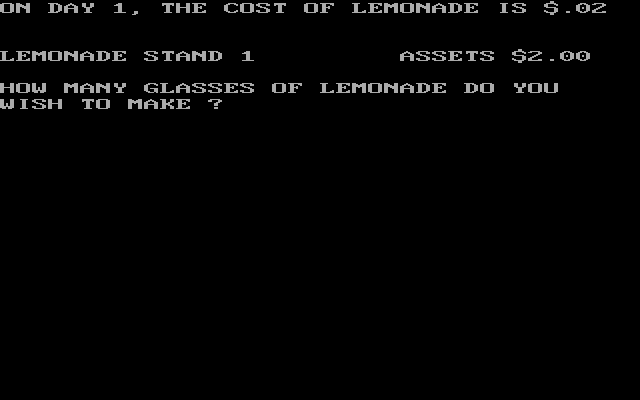 ON DAY 1, THE COST OF LEMONADE IS $.02
LEMONADE STAND 1 ASSETS $2.00
HOW MANY GLASSES OF LEMONADE DO YOU
WISH TO MAKE ?